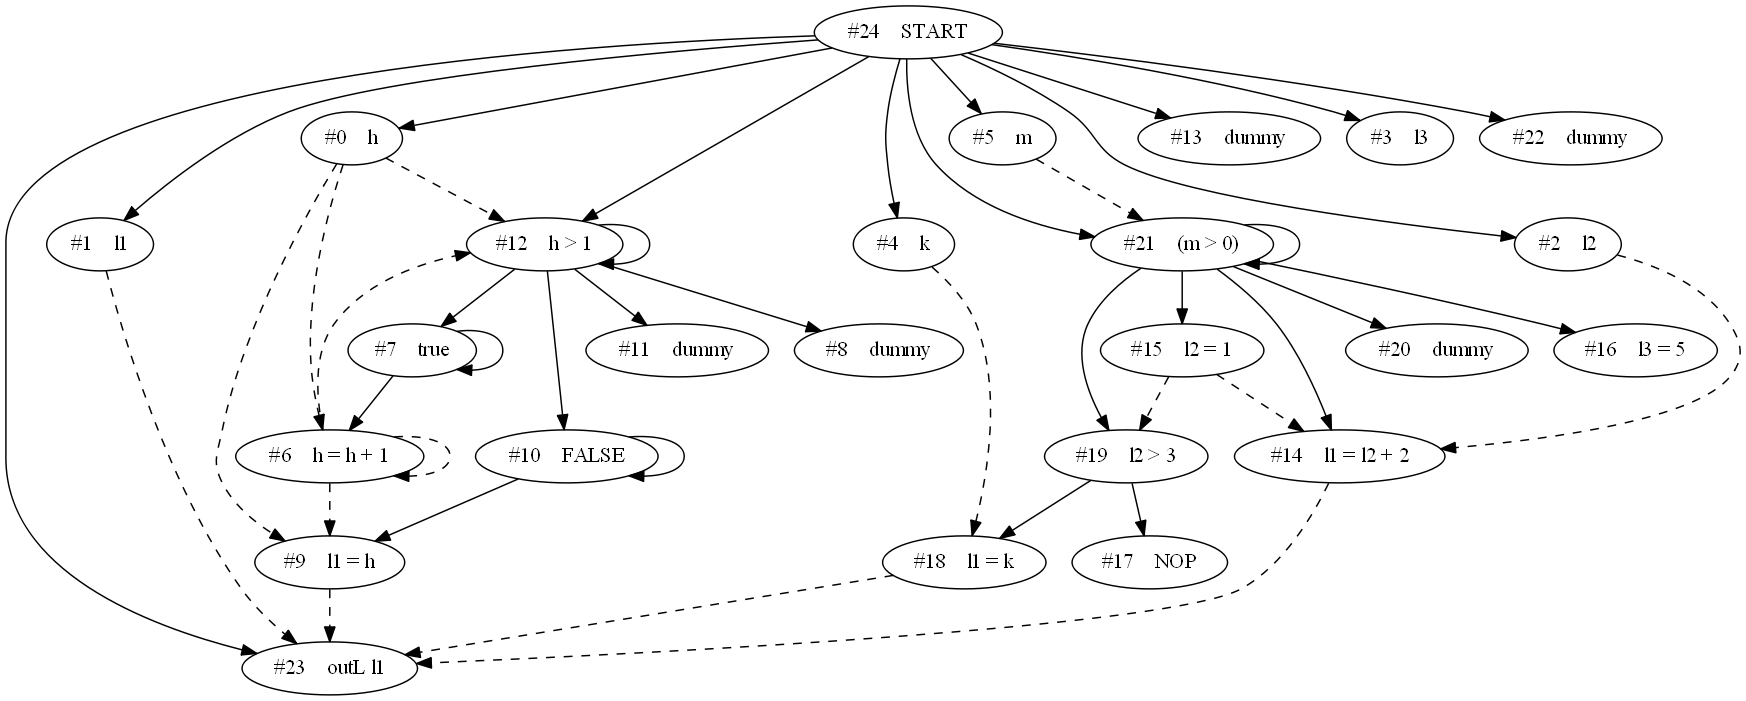 #24 START
#0 h
#5 m
#13 dummy
#3 l3
#22 dummy
#1 l1
#12 h > 1
#4 k
#21 (m > 0)
#2 l2
#7 true
#11 dummy
#8 dummy
#15 l2 = 1
#20 dummy
#16 l3 = 5
#6 h = h + 1
#10 FALSE
#19 l2 > 3
#14 l1 = l2 + 2
#9 l1 = h
#18 l1 = k
#17 NOP
#23 outL l1